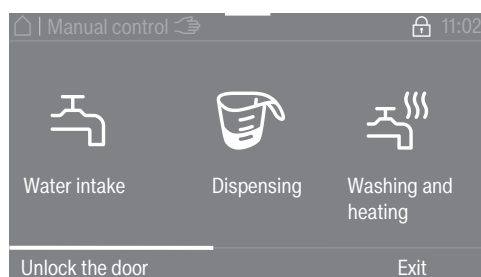 | Manual control 11:02
Water intake Dispensing Washing and
heating
Unlock the door Exit